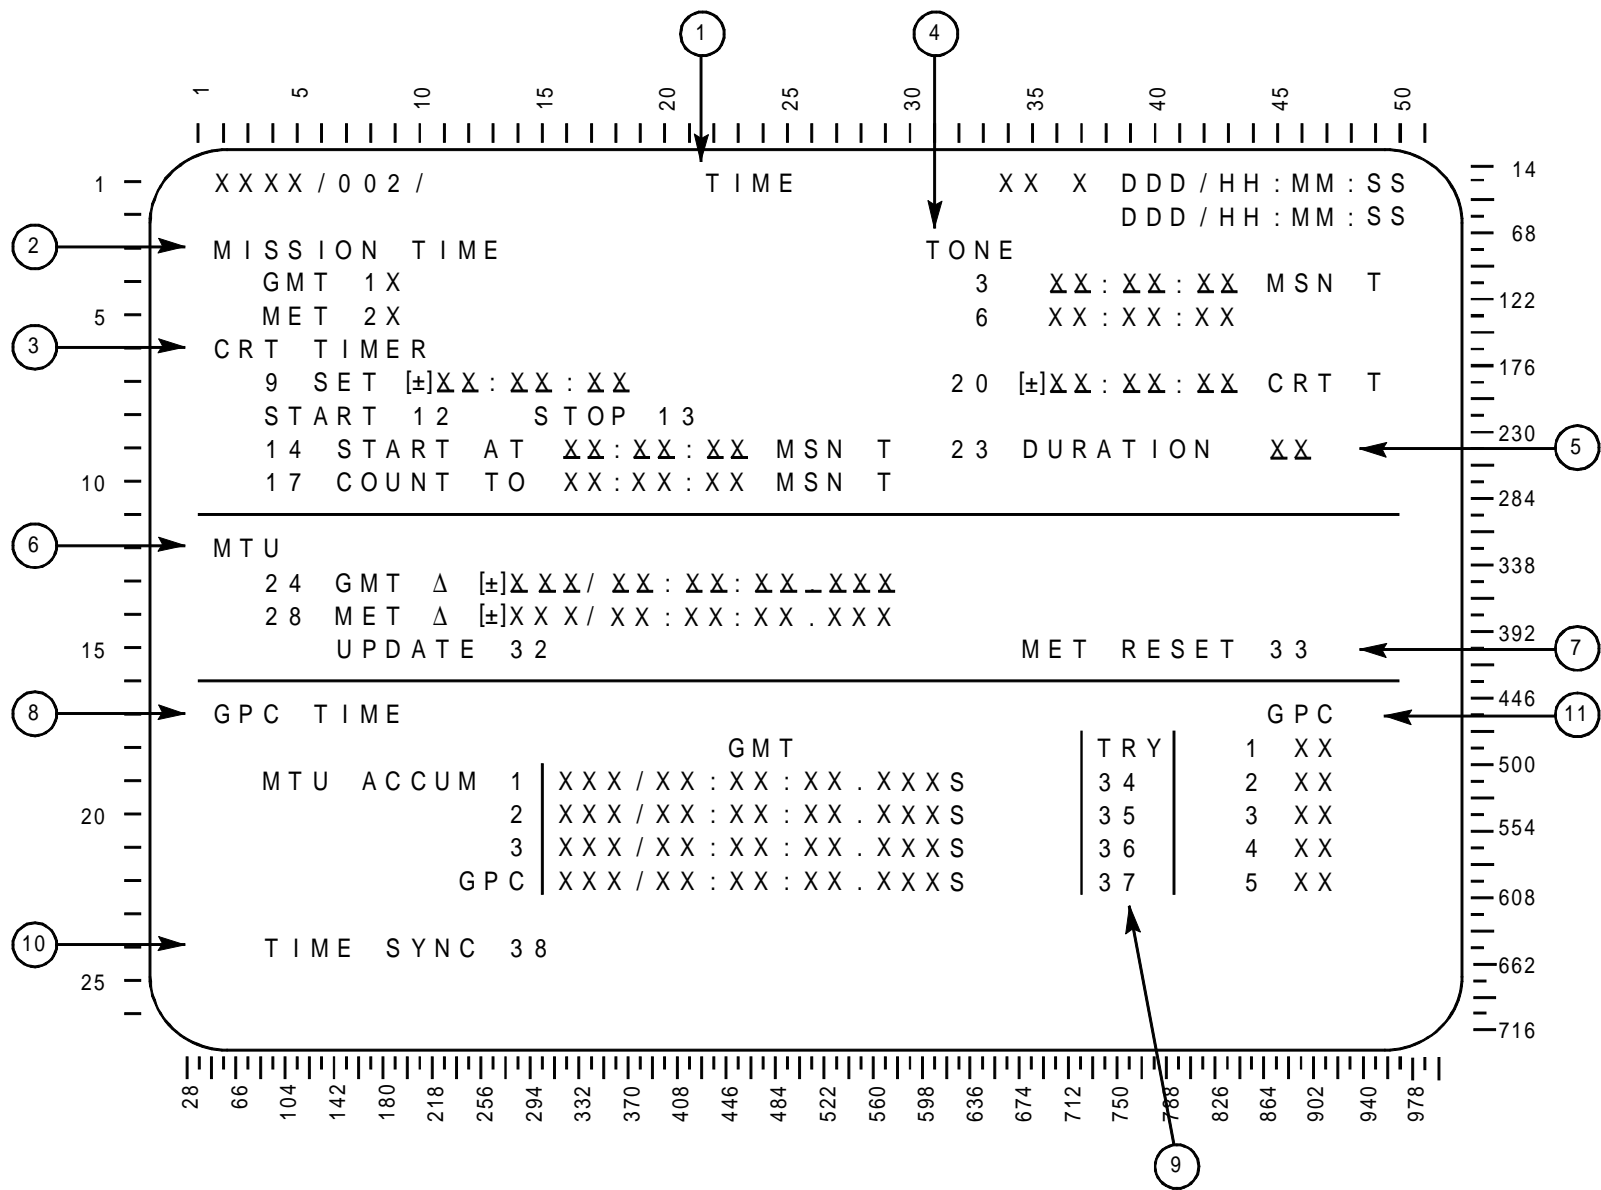 1 4
1 5 10 15 20 25 30 35 40 45 50
1 XXXX/002/ TIME XX X DDD/HH:MM:SS 14
DDD/HH:MM:SS
2 MISSION TIME TONE 68
GMT 1X 3 XX:XX:XX MSN T
5 MET 2X 6 XX:XX:XX 122
3 CRT TIMER
9 SET [±]XX:XX:XX 20 [±]XX:XX:XX CRT T 176
START 12 STOP 13
14 START AT XX:XX:XX MSN T 23 DURATION XX 230 5
10 17 COUNT TO XX:XX:XX MSN T
284
6 MTU
24 GMT Δ [±]XXX/XX:XX:XX.XXX 338
28 MET Δ [±]XXX/XX:XX:XX.XXX
15 UPDATE 32 MET RESET 33 392 7
8 GPC TIME GPC 446 11
GMT TRY 1 XX
MTU ACCUM 1 XXX/XX:XX:XX.XXXS 34 2 XX 500
20 2 XXX/XX:XX:XX.XXXS 35 3 XX
3 XXX/XX:XX:XX.XXXS 36 4 XX 554
GPC XXX/XX:XX:XX.XXXS 37 5 XX
608
10 TIME SYNC 38
25 662
716
28 66 104 142 180 218 256 294 332 370 408 446 484 522 560 598 636 674 712 750 788 826 864 902 940 978
9